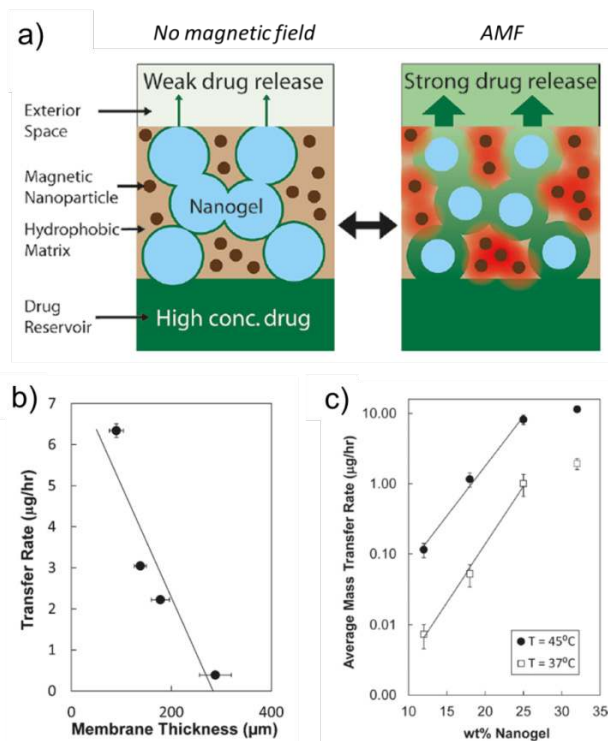 a)
No magnetic field
AMF
Weak drug release
Strong drug release
Exterior
Space
Magnetic
Nanoparticle
Nanogel
Hydrophobic
Matrix
Drug
Reservoir
High conc. drug
b)
7
6
5
4
3
2
1
0
0
200
400
Transfer Rate (µg/hr)
Membrane Thickness (µm)
c)
10.00
1.00
0.10
0.01
0.00
10
15
20
25
30
35
Average Mass Transfer Rate (µg/hr)
T = 45ºC
T = 37ºC
wt% Nanogel